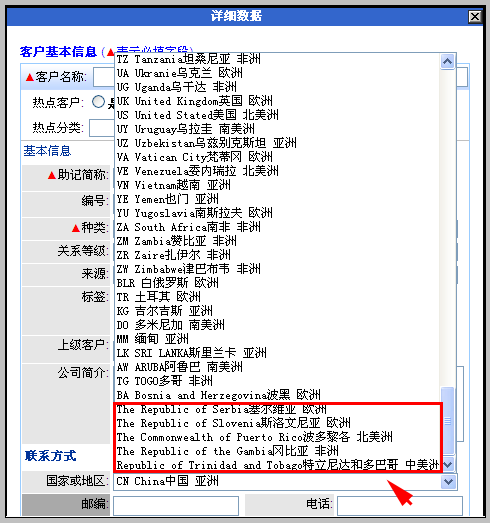 详细数据
客户基本信息 (▲表示必填字段)
▲客户名称:
热点客户:
热点分类:
基本信息
▲助记简称:
编号:
▲种类:
关系等级:
来源:
标签:
上级客户:
公司简介:
TZ Tanzania坦桑尼亚 非洲
UA Ukranie乌克兰 欧洲
UG Uganda乌干达 非洲
UK United Kingdom英国 欧洲
US United Stated美国 北美洲
UY Uruguay乌拉圭 南美洲
UZ Uzbekistan乌兹别克斯坦 亚洲
VA Vatican City梵蒂冈 欧洲
VE Venezuela委内瑞拉 北美洲
VN Vietnam越南 亚洲
YE Yemen也门 亚洲
YU Yugoslavia南斯拉夫 欧洲
ZA South Africa南非 非洲
ZM Zambia赞比亚 非洲
ZR Zaire扎伊尔 非洲
ZW Zimbabwe津巴布韦 非洲
BLR 白俄罗斯 欧洲
TR 土耳其 欧洲
KG 吉尔吉斯 亚洲
DO 多米尼加 南美洲
MM 缅甸 亚洲
LK SRI LANKA斯里兰卡 亚洲
AW ARUBA阿鲁巴 南美洲
TG TOGO多哥 非洲
BA Bosnia and Herzegovina波黑 欧洲
The Republic of Serbia塞尔维亚 欧洲
The Republic of Slovenia斯洛文尼亚 欧洲
The Commonwealth of Puerto Rico波多黎各 北美洲
The Republic of the Gambia冈比亚 非洲
Republic of Trinidad and Tobago特立尼达和多巴哥 中美洲
联系方式
国家或地区: CN China中国 亚洲
邮编: 电话: